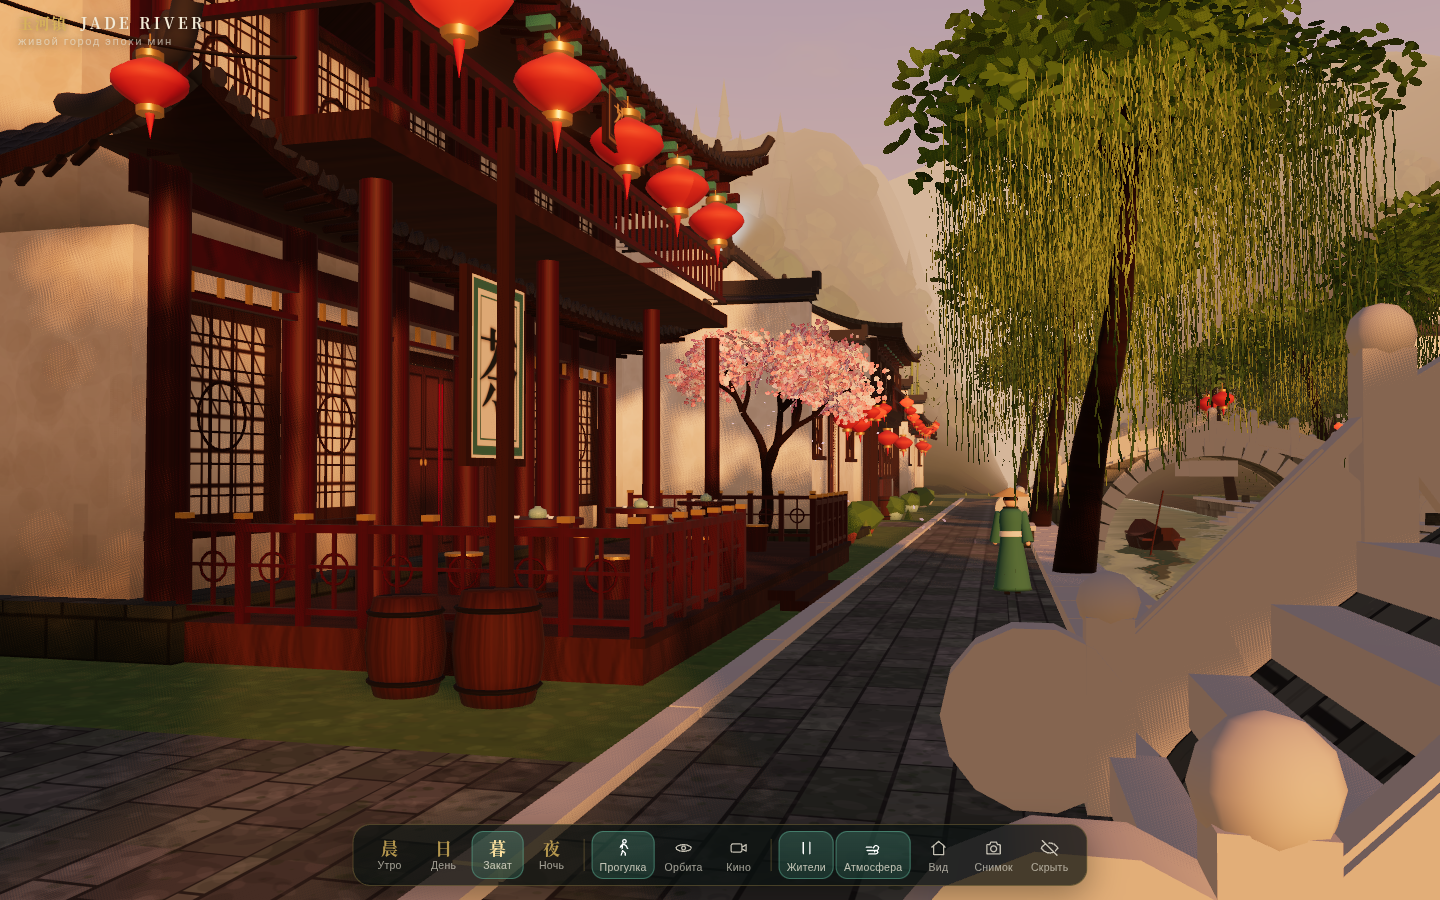 JADE RIVER
живой город эпохи мин
晨 日 暮 夜
Утро День Закат Ночь Прогулка Орбита Кино Жители Атмосфера Вид Снимок Скрыть